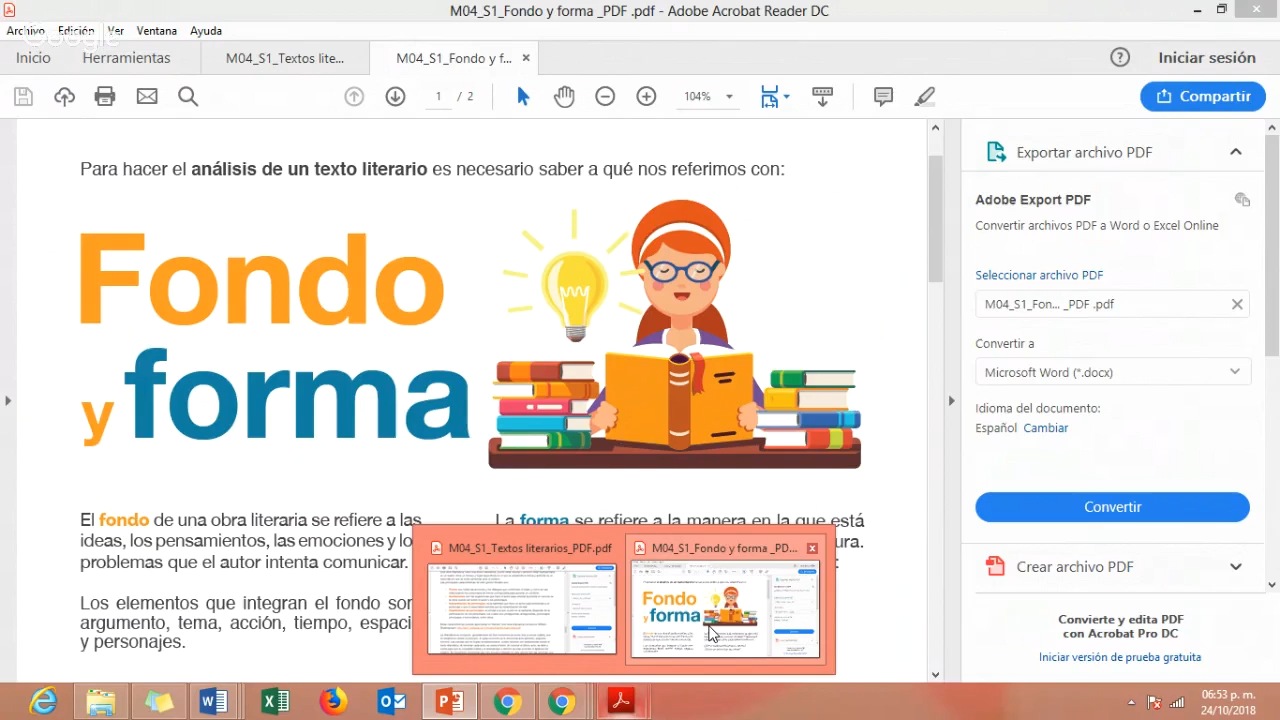 M04_S1_Fondo y forma _PDF .pdf - Adobe Acrobat Reader DC
Archivo Edición Ver Ventana Ayuda
Google
Inicio Herramientas M04_S1_Textos lite... M04_S1_Fondo y f... Iniciar sesión
1 / 2 104% Compartir
Para hacer el análisis de un texto literario es necesario saber a qué nos referimos con:
Fondo
y forma
El fondo de una obra literaria se refiere a las
ideas, los pensamientos, las emociones y lo
problemas que el autor intenta comunicar.
Los elementos
egran el fondo so
argumento, tema, acción, tiempo, espaci
y personajes.
La forma se refiere a la manera en la que está
ura.
Exportar archivo PDF
Adobe Export PDF
Convertir archivos PDF a Word o Excel Online
Seleccionar archivo PDF
M04_S1_Fon... _PDF .pdf
Convertir a
Microsoft Word (*.docx)
Idioma del documento:
Español Cambiar
Convertir
Crear archivo PDF
Convierte y edita PDF
con Acrobat Pro DC
Iniciar versión de prueba gratuita
M04_S1_Textos literarios_PDF.pdf M04_S1_Fondo y forma _PD...
Fondo
y forma
06:53 p. m.
24/10/2018